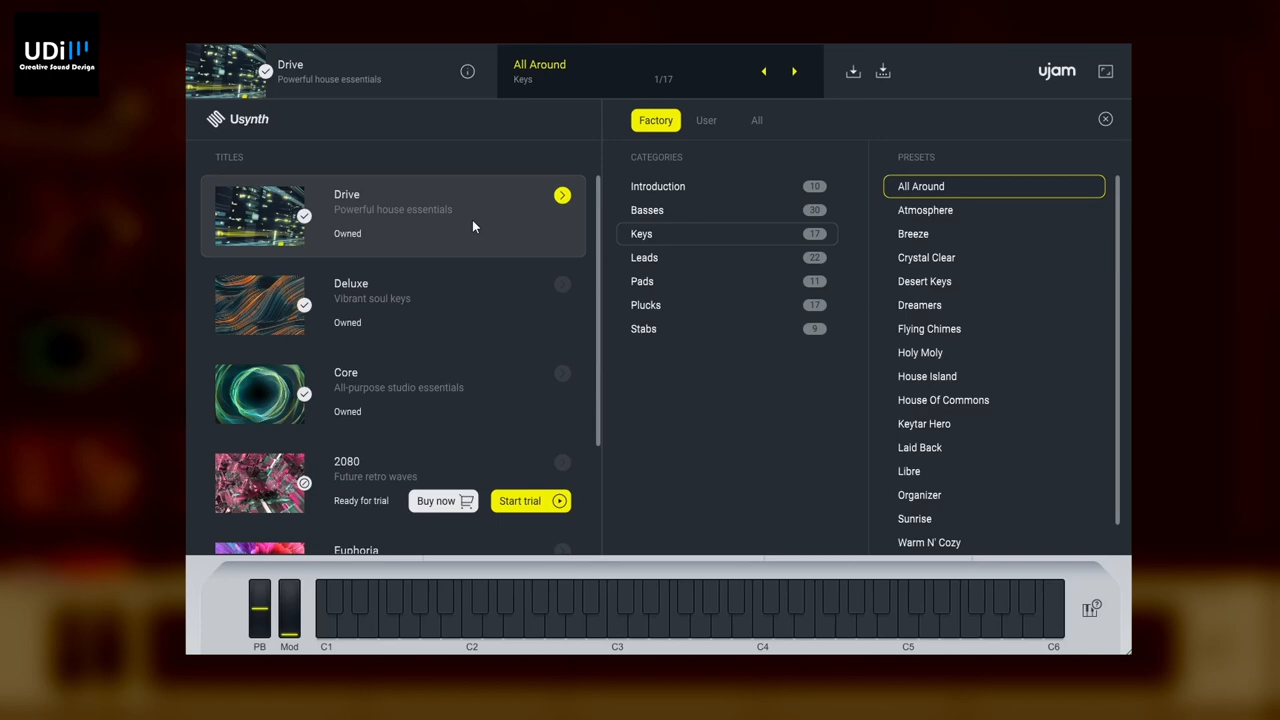 UDi
Creative Sound Design
Drive
Powerful house essentials
All Around
Keys
1/17
ujam
Usynth
Factory
User
All
TITLES
Drive
Powerful house essentials
Owned
Deluxe
Vibrant soul keys
Owned
Core
All-purpose studio essentials
Owned
2080
Future retro waves
Ready for trial
Buy now
Start trial
Euphoria
CATEGORIES
Introduction 10
Basses 30
Keys 17
Leads 22
Pads 11
Plucks 17
Stabs 9
PRESETS
All Around
Atmosphere
Breeze
Crystal Clear
Desert Keys
Dreamers
Flying Chimes
Holy Moly
House Island
House Of Commons
Keytar Hero
Laid Back
Libre
Organizer
Sunrise
Warm N' Cozy
PB Mod C1 C2 C3 C4 C5 C6